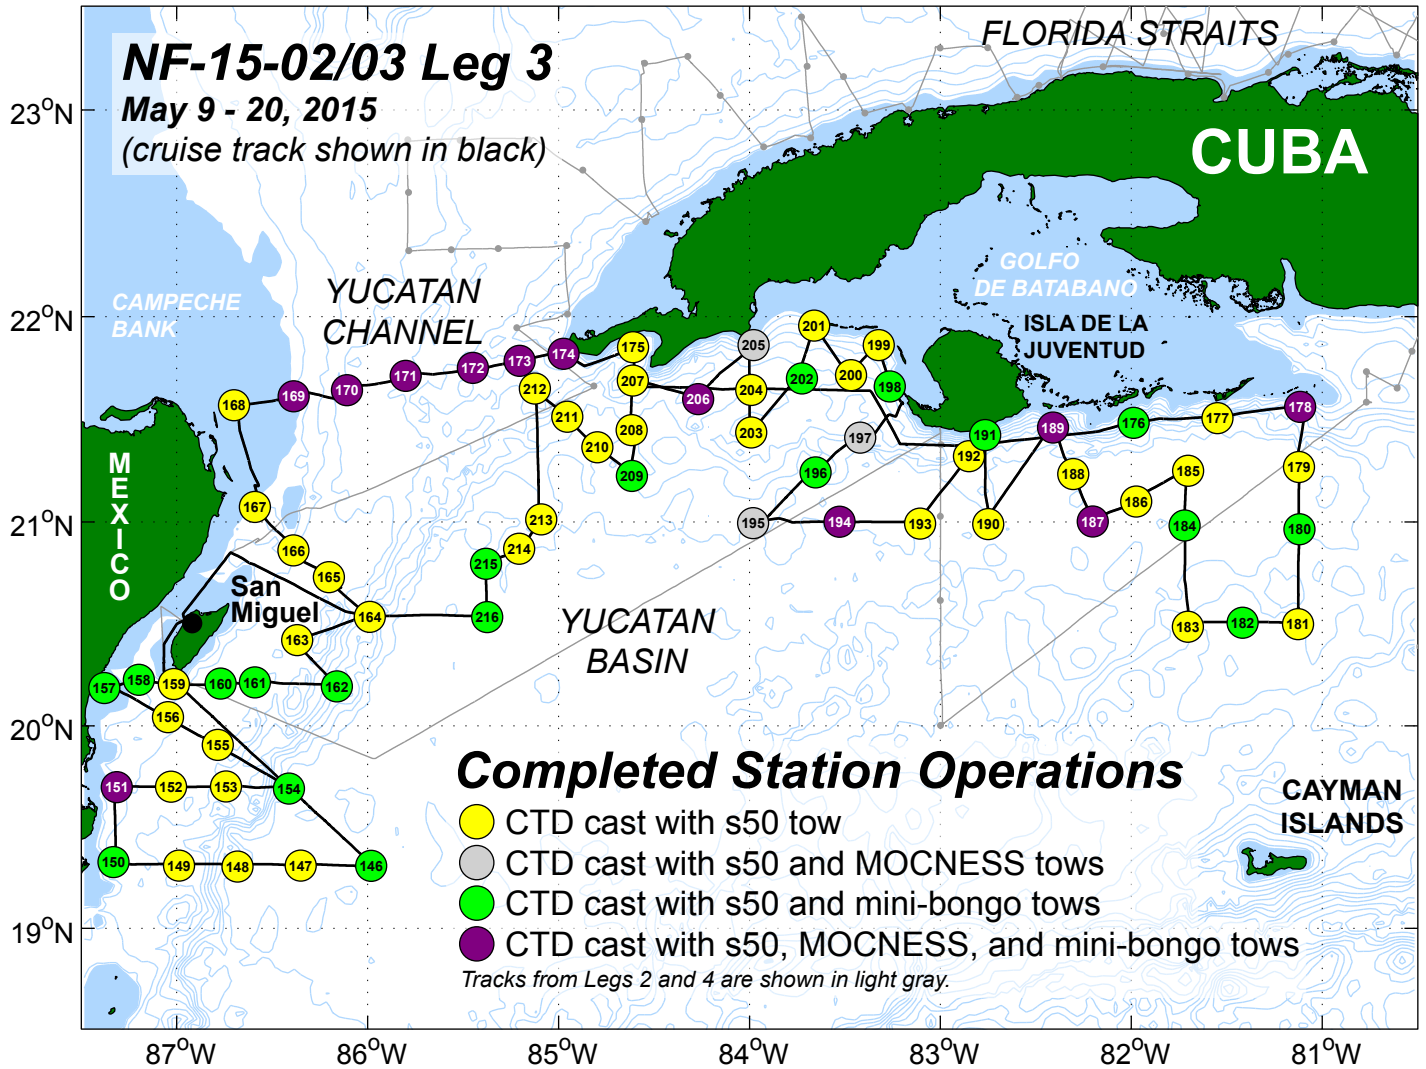 NF-15-02/03 Leg 3
May 9 - 20, 2015
(cruise track shown in black)
FLORIDA STRAITS
CUBA
23°N
22°N
21°N
20°N
19°N
CAMPECHE
BANK
YUCATAN
CHANNEL
GOLFO
DE BATABANO
ISLA DE LA
JUVENTUD
MEXICO
San
Miguel
YUCATAN
BASIN
CAYMAN
ISLANDS
201
205
199
175
174
173
172
171
170
169
168
212
207
206
204
202
200
198
178
177
176
189
191
211
208
203
210
209
197
196
192
188
185
179
167
213
195
194
193
190
187
186
184
180
166
214
165
215
164
216
163
183
182
181
157
158
159
160
161
162
156
155
151
152
153
154
150
149
148
147
146
Completed Station Operations
CTD cast with s50 tow
CTD cast with s50 and MOCNESS tows
CTD cast with s50 and mini-bongo tows
CTD cast with s50, MOCNESS, and mini-bongo tows
Tracks from Legs 2 and 4 are shown in light gray.
87°W
86°W
85°W
84°W
83°W
82°W
81°W